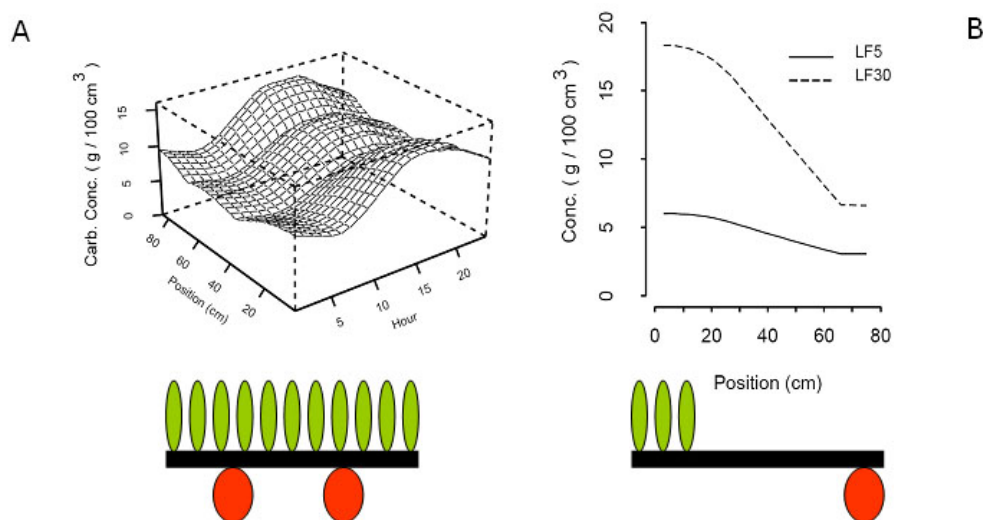 A
Carb. Conc. ( g / 100 cm 3 )
15
10
5
0
80
60
40
20
Position (cm)
5
10
15
20
Hour
B
Conc. ( g / 100 cm 3 )
20
15
10
5
0
LF5
LF30
0 20 40 60 80
Position (cm)